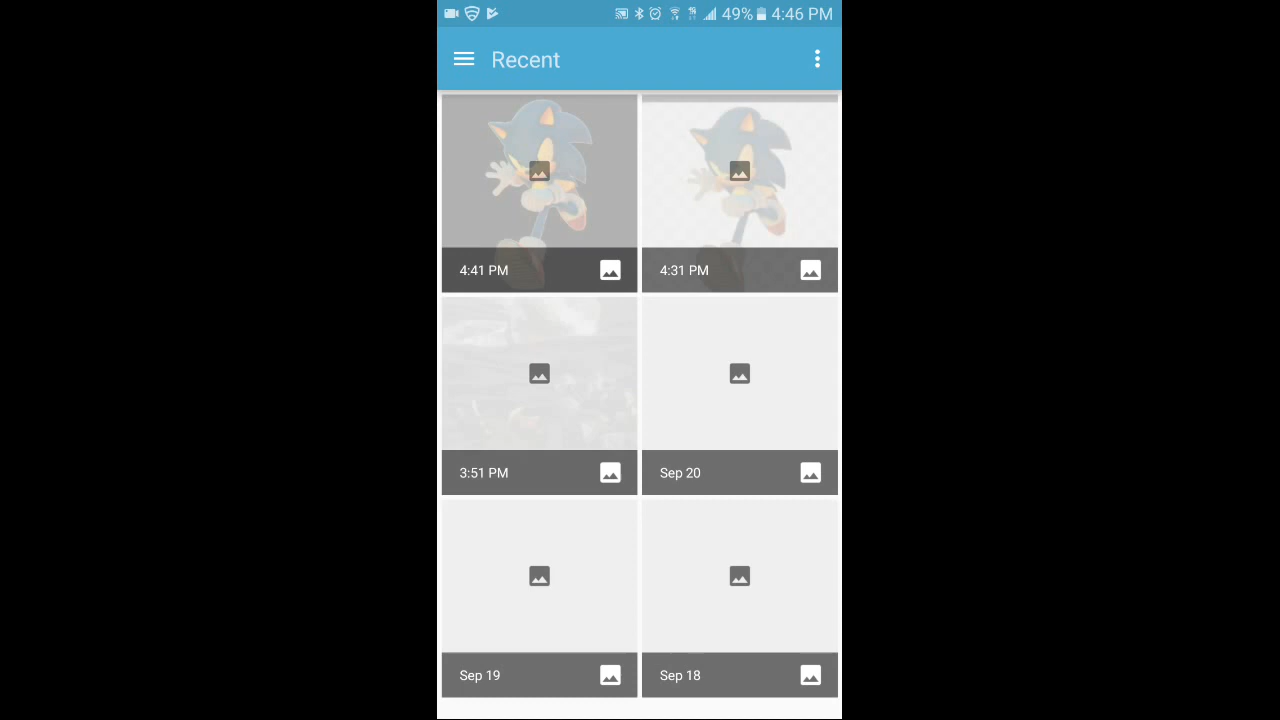 49% 4:46 PM
Recent
4:41 PM
4:31 PM
3:51 PM
Sep 20
Sep 19
Sep 18